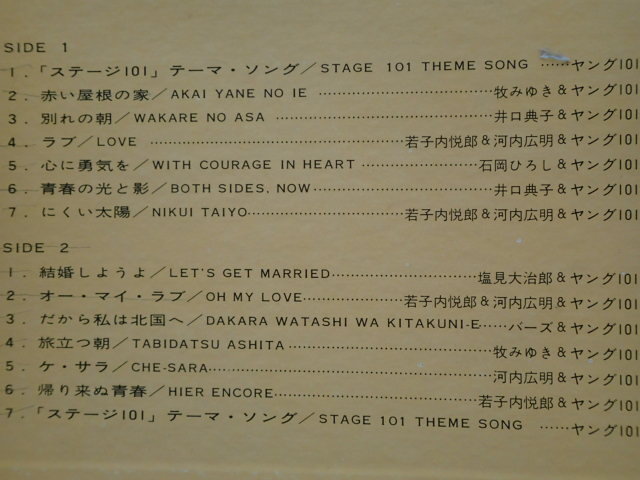 SIDE 1
1.「ステージ101」テーマ・ソング／STAGE 101 THEME SONG ……ヤング101
2. 赤い屋根の家／AKAI YANE NO IE ……牧みゆき＆ヤング101
3. 別れの朝／WAKARE NO ASA ……井口典子＆ヤング101
4. ラブ／LOVE ……若子内悦郎＆河内広明＆ヤング101
5. 心に勇気を／WITH COURAGE IN HEART ……石岡ひろし＆ヤング101
6. 青春の光と影／BOTH SIDES, NOW……井口典子＆ヤング101
7. にくい太陽／NIKUI TAIYO……若子内悦郎＆河内広明＆ヤング101
SIDE 2
1. 結婚しようよ／LET'S GET MARRIED……塩見大治郎＆ヤング101
2. オー・マイ・ラブ／OH MY LOVE……若子内悦郎＆河内広明＆ヤング101
3. だから私は北国へ／DAKARA WATASHI WA KITAKUNI-E……バーズ＆ヤング101
4. 旅立つ朝／TABIDATSU ASHITA……牧みゆき＆ヤング101
5. ケ・サラ／CHE-SARA……河内広明＆ヤング101
6. 帰り来ぬ青春／HIER ENCORE……若子内悦郎＆ヤング101
7.「ステージ101」テーマ・ソング／STAGE 101 THEME SONG ……ヤング101